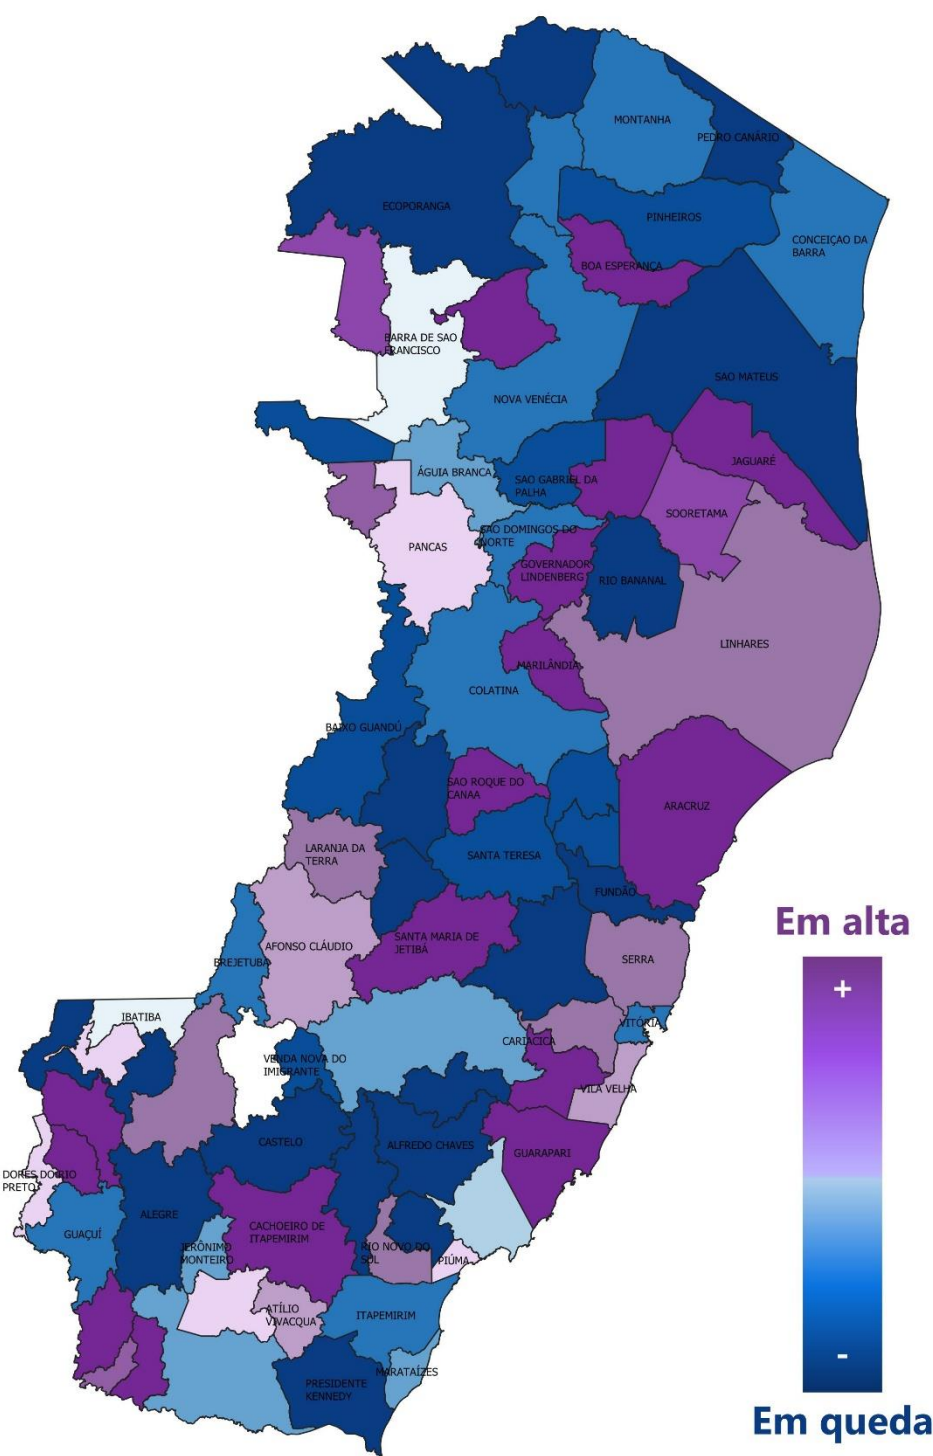 MONTANHA
PEDRO CANÁRIO
ECOPORANGA
PINHEIROS
CONCEIÇAO DA
BARRA
BOA ESPERANÇA
BARRA DE SAO
FRANCISCO
SAO MATEUS
NOVA VENÉCIA
JAGUARÉ
ÁGUIA BRANCA
SAO GABRIEL DA
PALHA
SOORETAMA
SAO DOMINGOS DO
NORTE
PANCAS
GOVERNADOR
LINDENBERG
RIO BANANAL
LINHARES
MARILÂNDIA
COLATINA
BAIXO GUANDÚ
SAO ROQUE DO
CANAA
ARACRUZ
LARANJA DA
TERRA
SANTA TERESA
FUNDÃO
Em alta
AFONSO CLÁUDIO
SANTA MARIA DE
JETIBÁ
SERRA
BREJETUBA
+
IBATIBA
VITÓRIA
CARIACICA
VENDA NOVA DO
IMIGRANTE
VILA VELHA
CASTELO
ALFREDO CHAVES
GUARAPARI
DORES DO RIO
PRETO
ALEGRE
GUAÇUÍ
CACHOEIRO DE
ITAPEMIRIM
JERÔNIMO
MONTEIRO
RIO NOVO DO
SUL
PIÚMA
ATÍLIO
VIVACQUA
ITAPEMIRIM
-
MARATAÍZES
PRESIDENTE
KENNEDY
Em queda